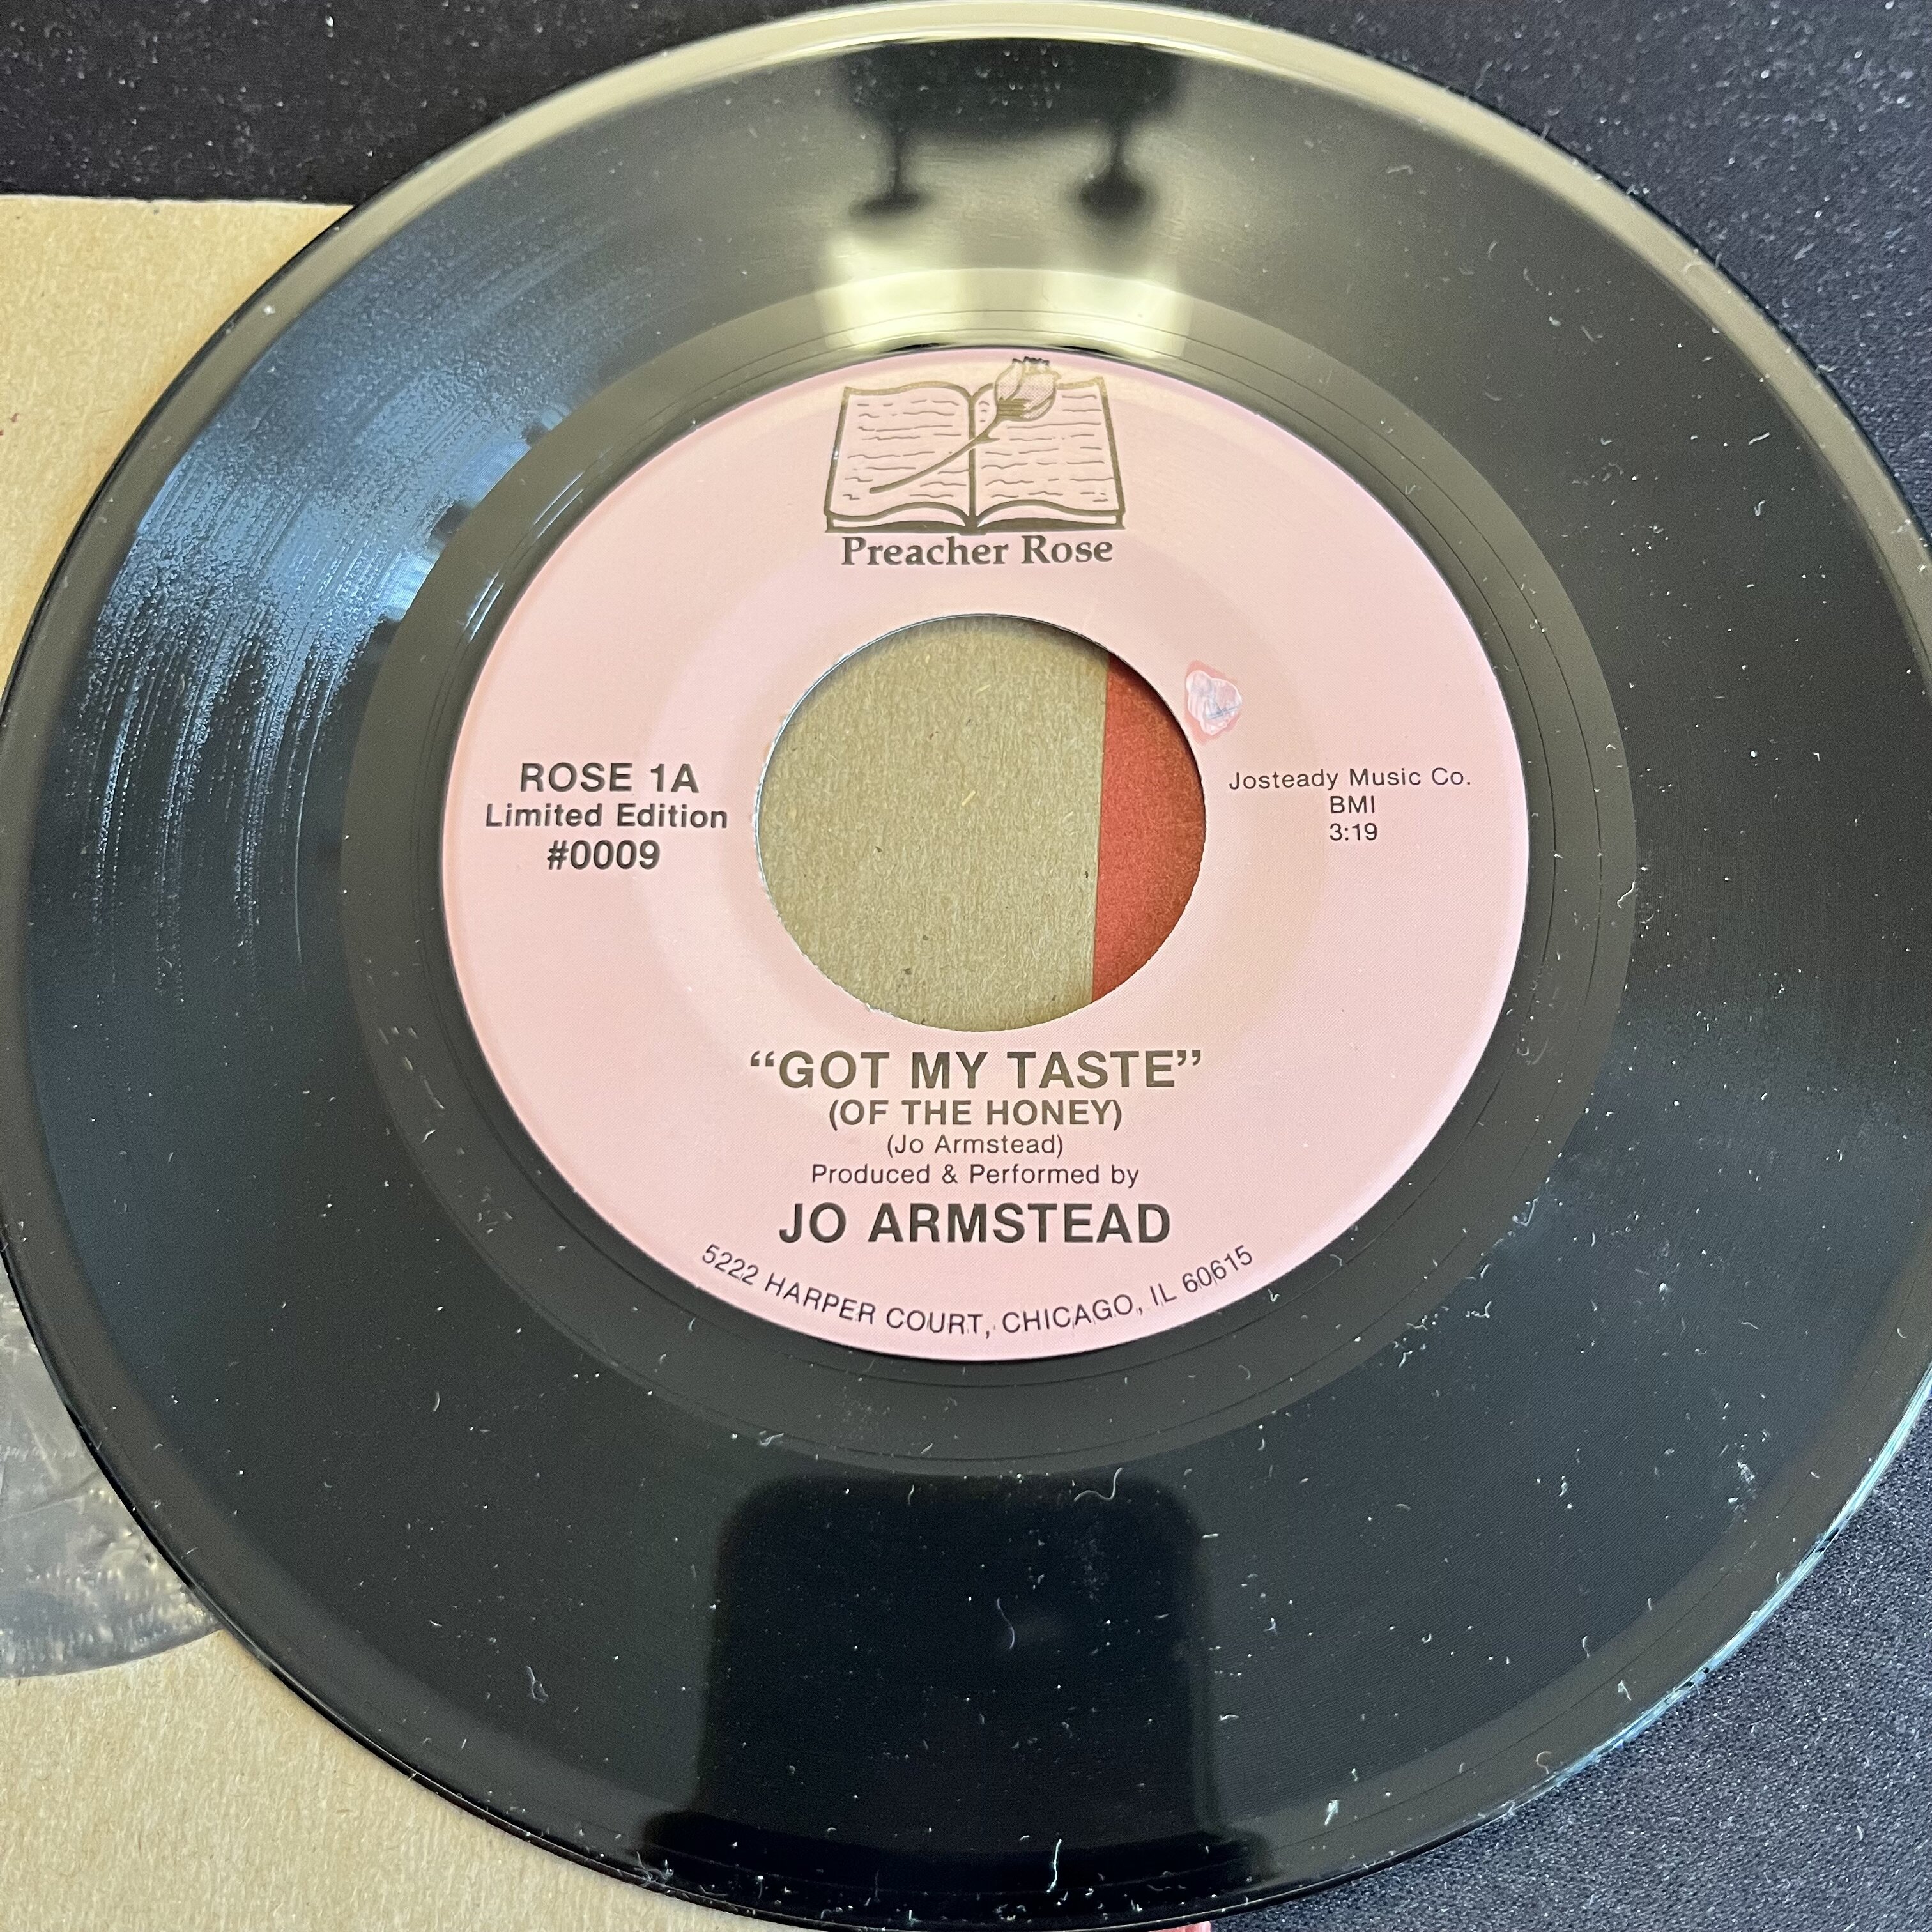 Preacher Rose
ROSE 1A
Limited Edition
#0009
Josteady Music Co.
BMI
3:19
“GOT MY TASTE”
(OF THE HONEY)
(Jo Armstead)
Produced & Performed by
JO ARMSTEAD
5222 HARPER COURT, CHICAGO, IL 60615